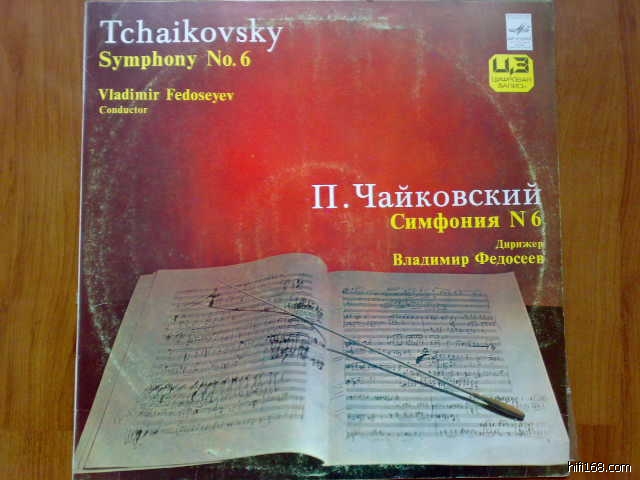 Tchaikovsky
Symphony No. 6
Vladimir Fedoseyev
Conductor
ЦЗ
ЦИФРОВАЯ
ЗАПИСЬ
П. Чайковский
Симфония N 6
Дирижер
Владимир Федосеев
hifi168.com